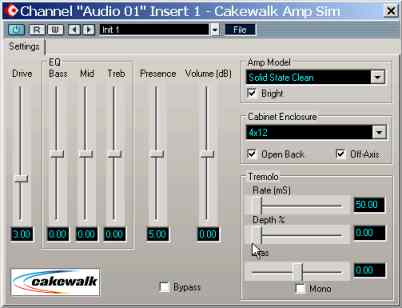 Channel "Audio 01" Insert 1 - Cakewalk Amp Sim
R W Init 1 File
Settings
Drive
EQ
Bass Mid Treb
Presence
Volume (dB)
3.00
0.00 0.00 0.00
5.00
0.00
Amp Model
Solid State Clean
Bright
Cabinet Enclosure
4x12
Open Back Off-Axis
Tremolo
Rate (mS)
50.00
Depth %
0.00
0.00
Mono
cakewalk
Bypass